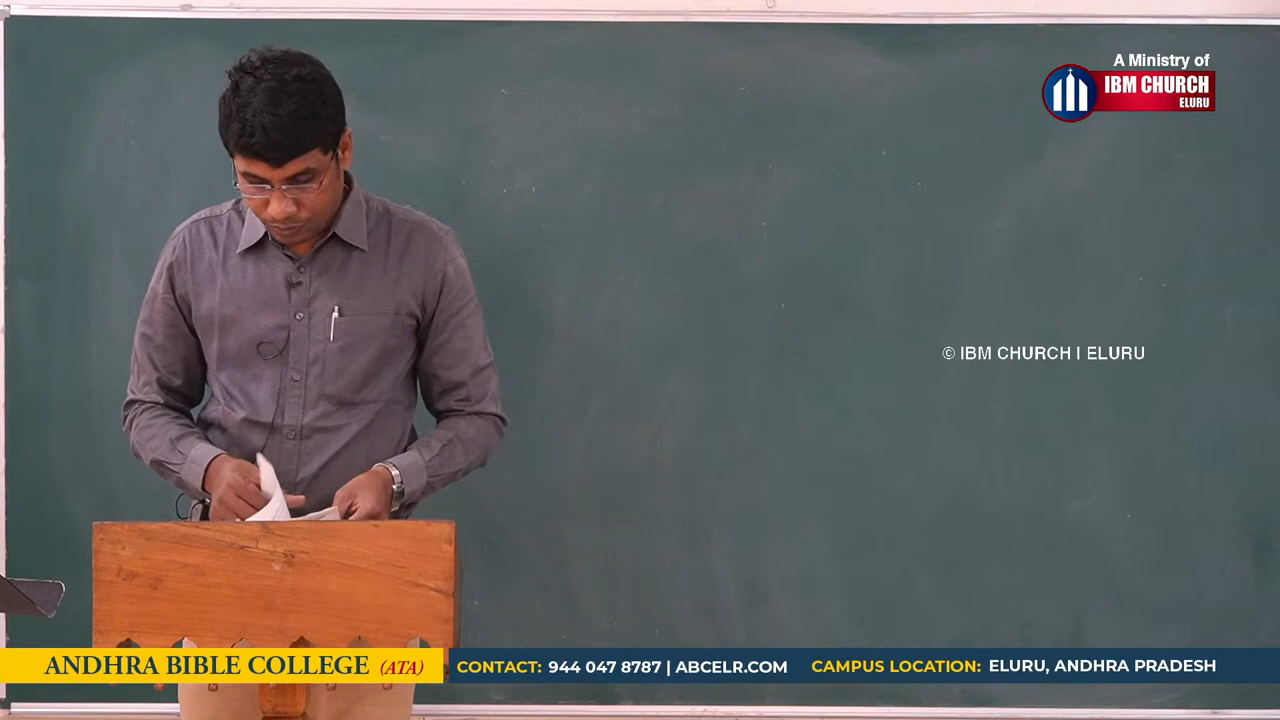 A Ministry of
IBM CHURCH
ELURU
© IBM CHURCH I ELURU
ANDHRA BIBLE COLLEGE (ATA)
CONTACT: 944 047 8787 | ABCELR.COM
CAMPUS LOCATION: ELURU, ANDHRA PRADESH